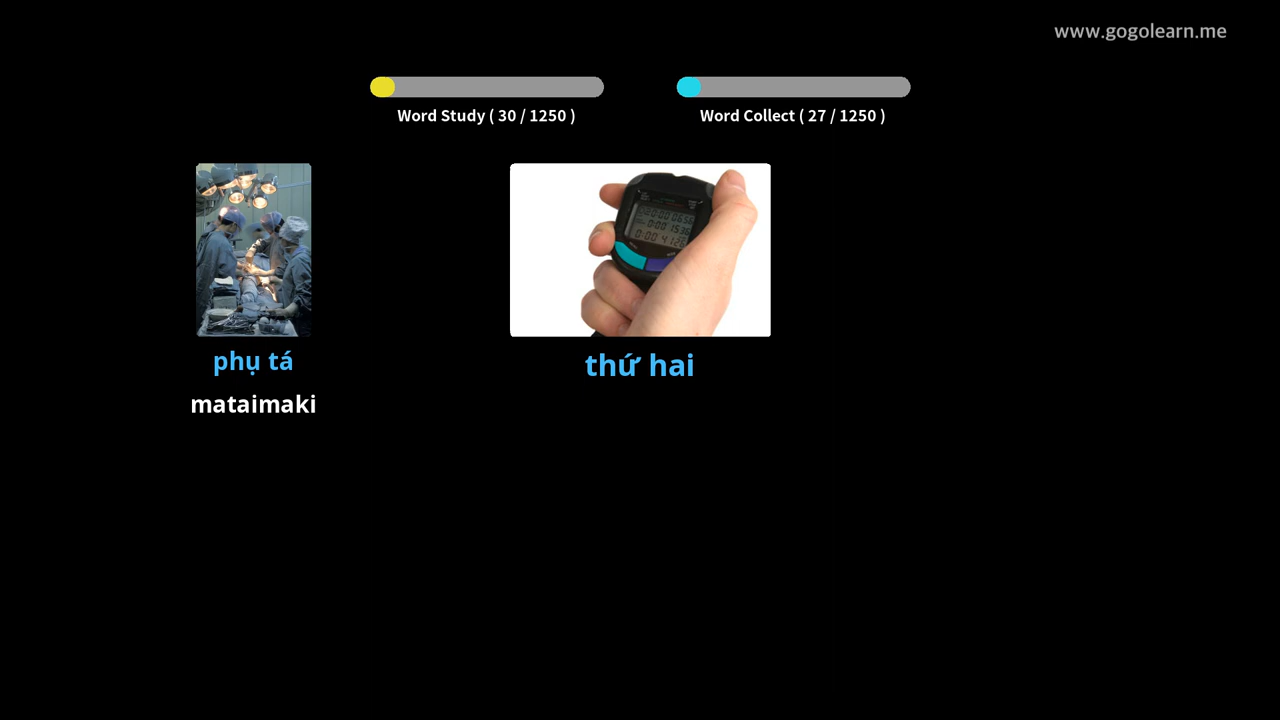 www.gogolearn.me
Word Study ( 30 / 1250 )
Word Collect ( 27 / 1250 )
phụ tá
mataimaki
thứ hai